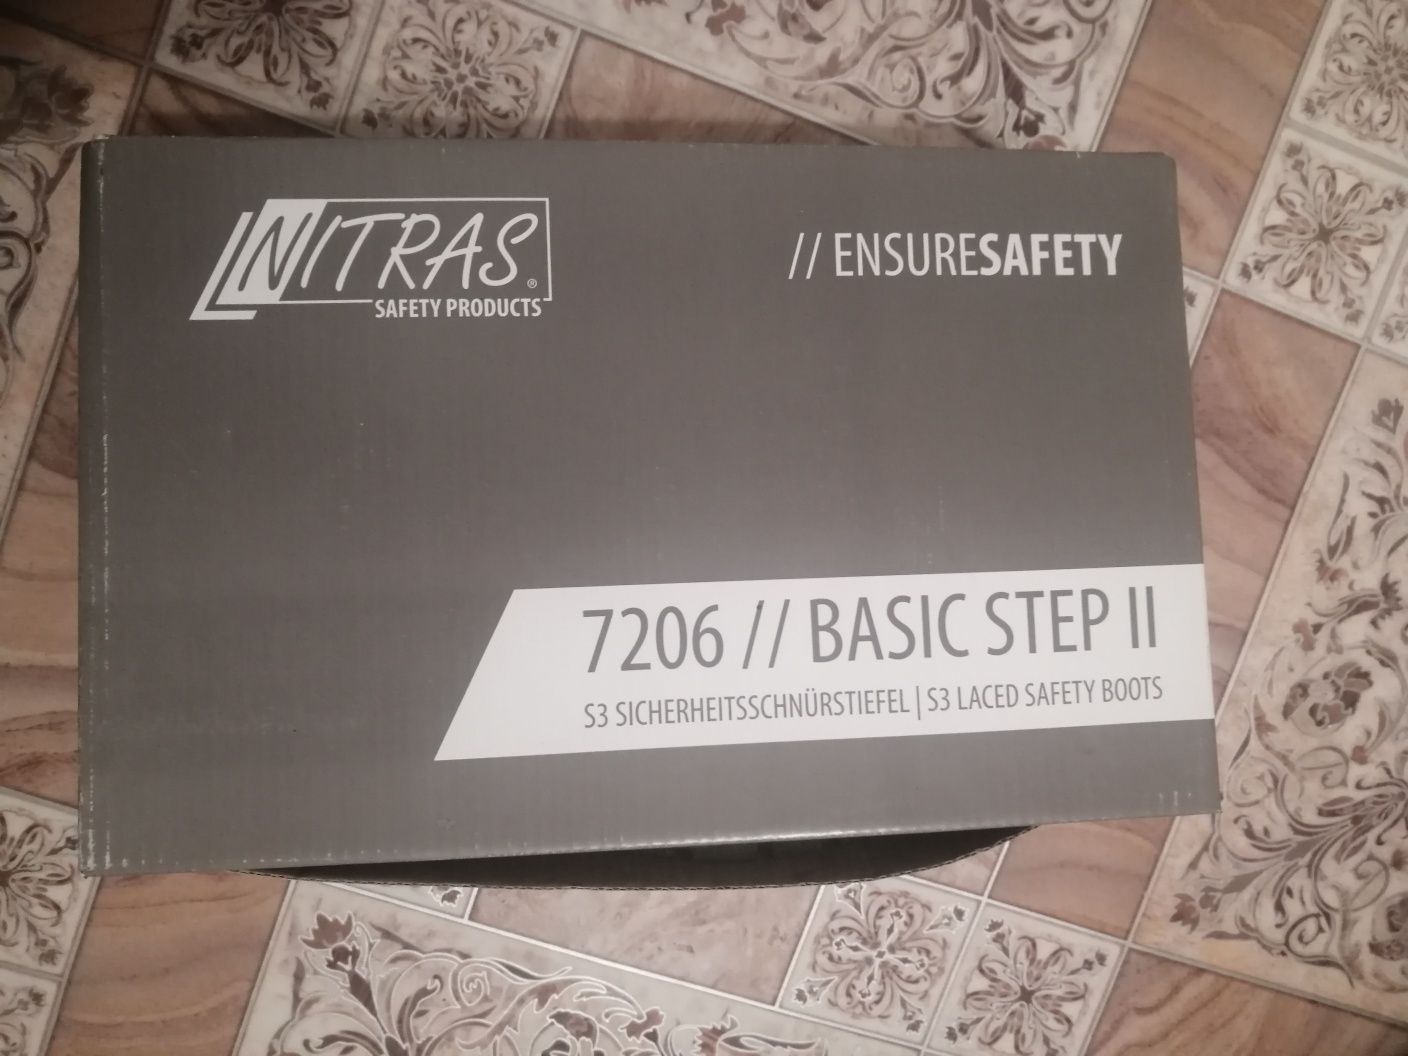 NITRAS®
SAFETY PRODUCTS
// ENSURESAFETY
7206 // BASIC STEP II
S3 SICHERHEITSSCHNÜRSTIEFEL | S3 LACED SAFETY BOOTS